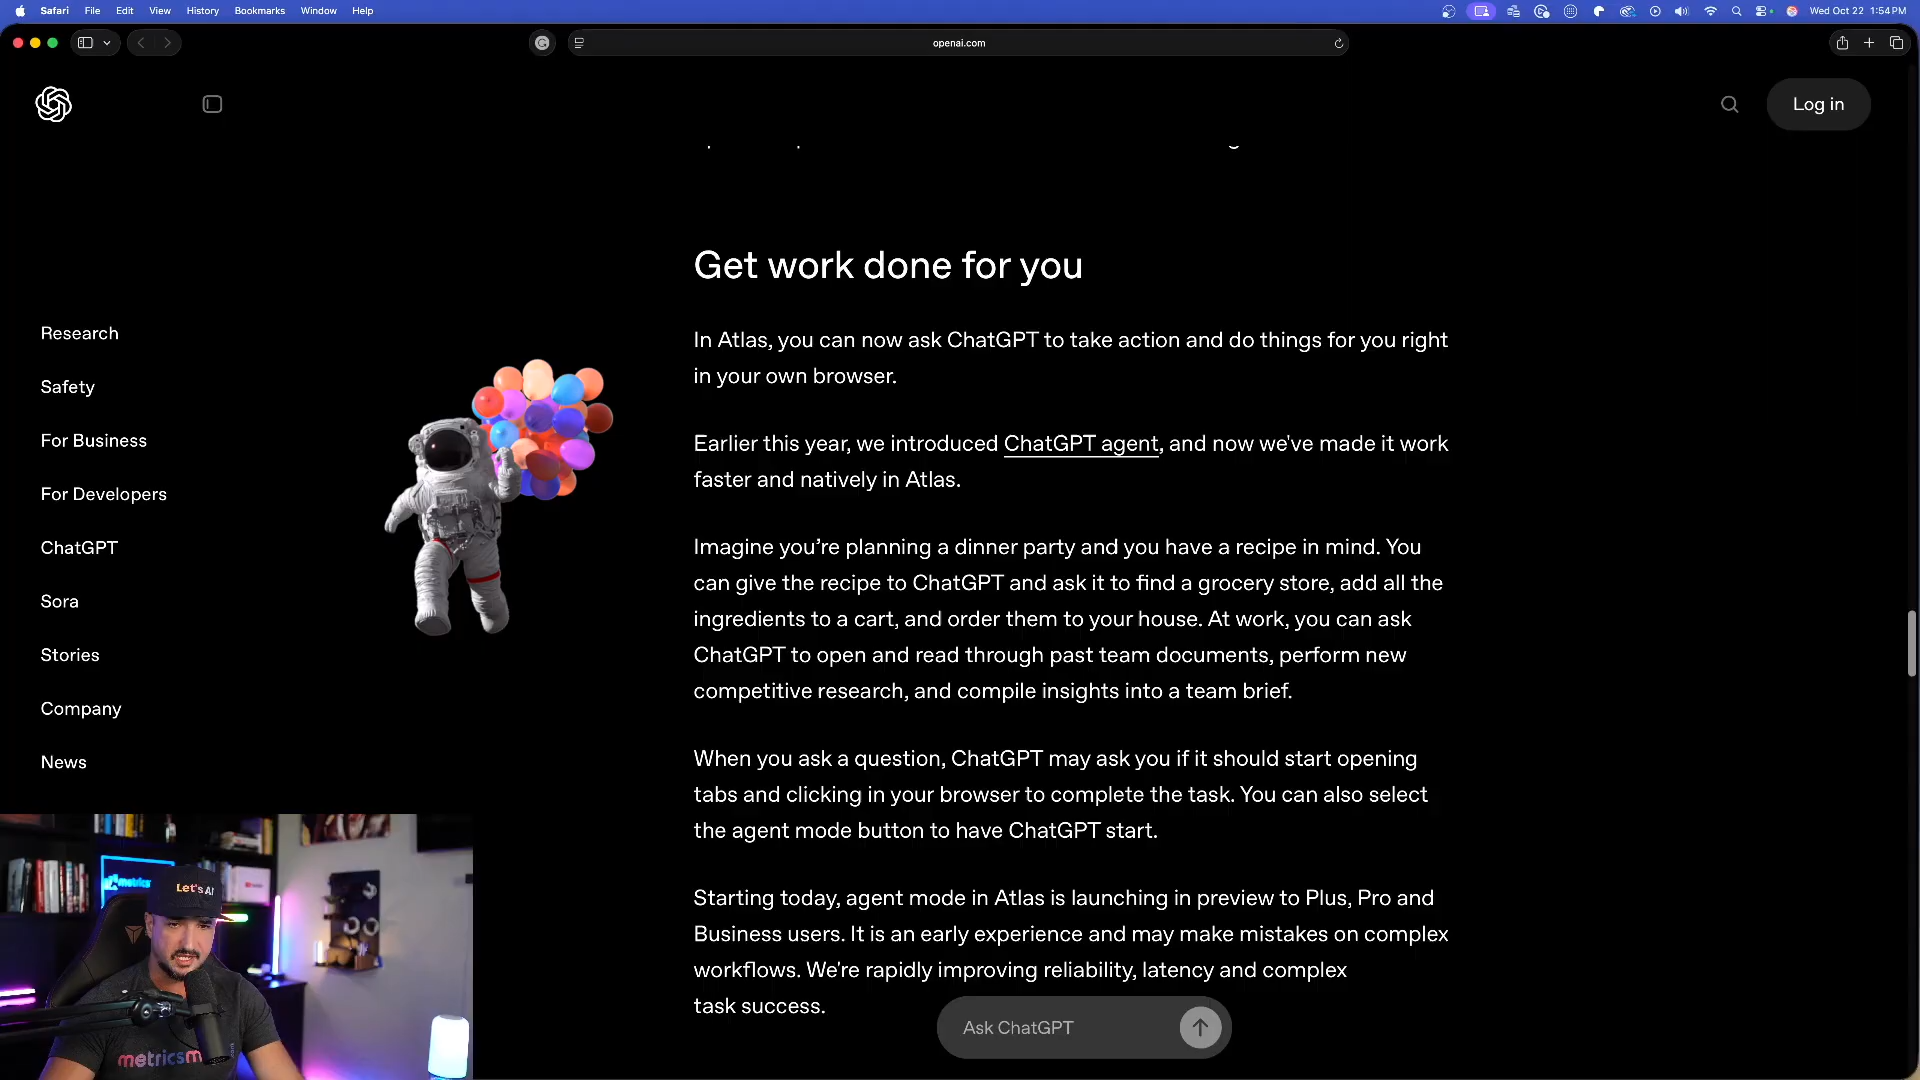 Safari File Edit View History Bookmarks Window Help
Wed Oct 22 1:54 PM
openai.com
Log in
Get work done for you
In Atlas, you can now ask ChatGPT to take action and do things for you right
in your own browser.
Earlier this year, we introduced ChatGPT agent, and now we've made it work
faster and natively in Atlas.
Imagine you’re planning a dinner party and you have a recipe in mind. You
can give the recipe to ChatGPT and ask it to find a grocery store, add all the
ingredients to a cart, and order them to your house. At work, you can ask
ChatGPT to open and read through past team documents, perform new
competitive research, and compile insights into a team brief.
When you ask a question, ChatGPT may ask you if it should start opening
tabs and clicking in your browser to complete the task. You can also select
the agent mode button to have ChatGPT start.
Starting today, agent mode in Atlas is launching in preview to Plus, Pro and
Business users. It is an early experience and may make mistakes on complex
workflows. We're rapidly improving reliability, latency and complex
task success.
Research
Safety
For Business
For Developers
ChatGPT
Sora
Stories
Company
News
Ask ChatGPT
Let's AI
metrics